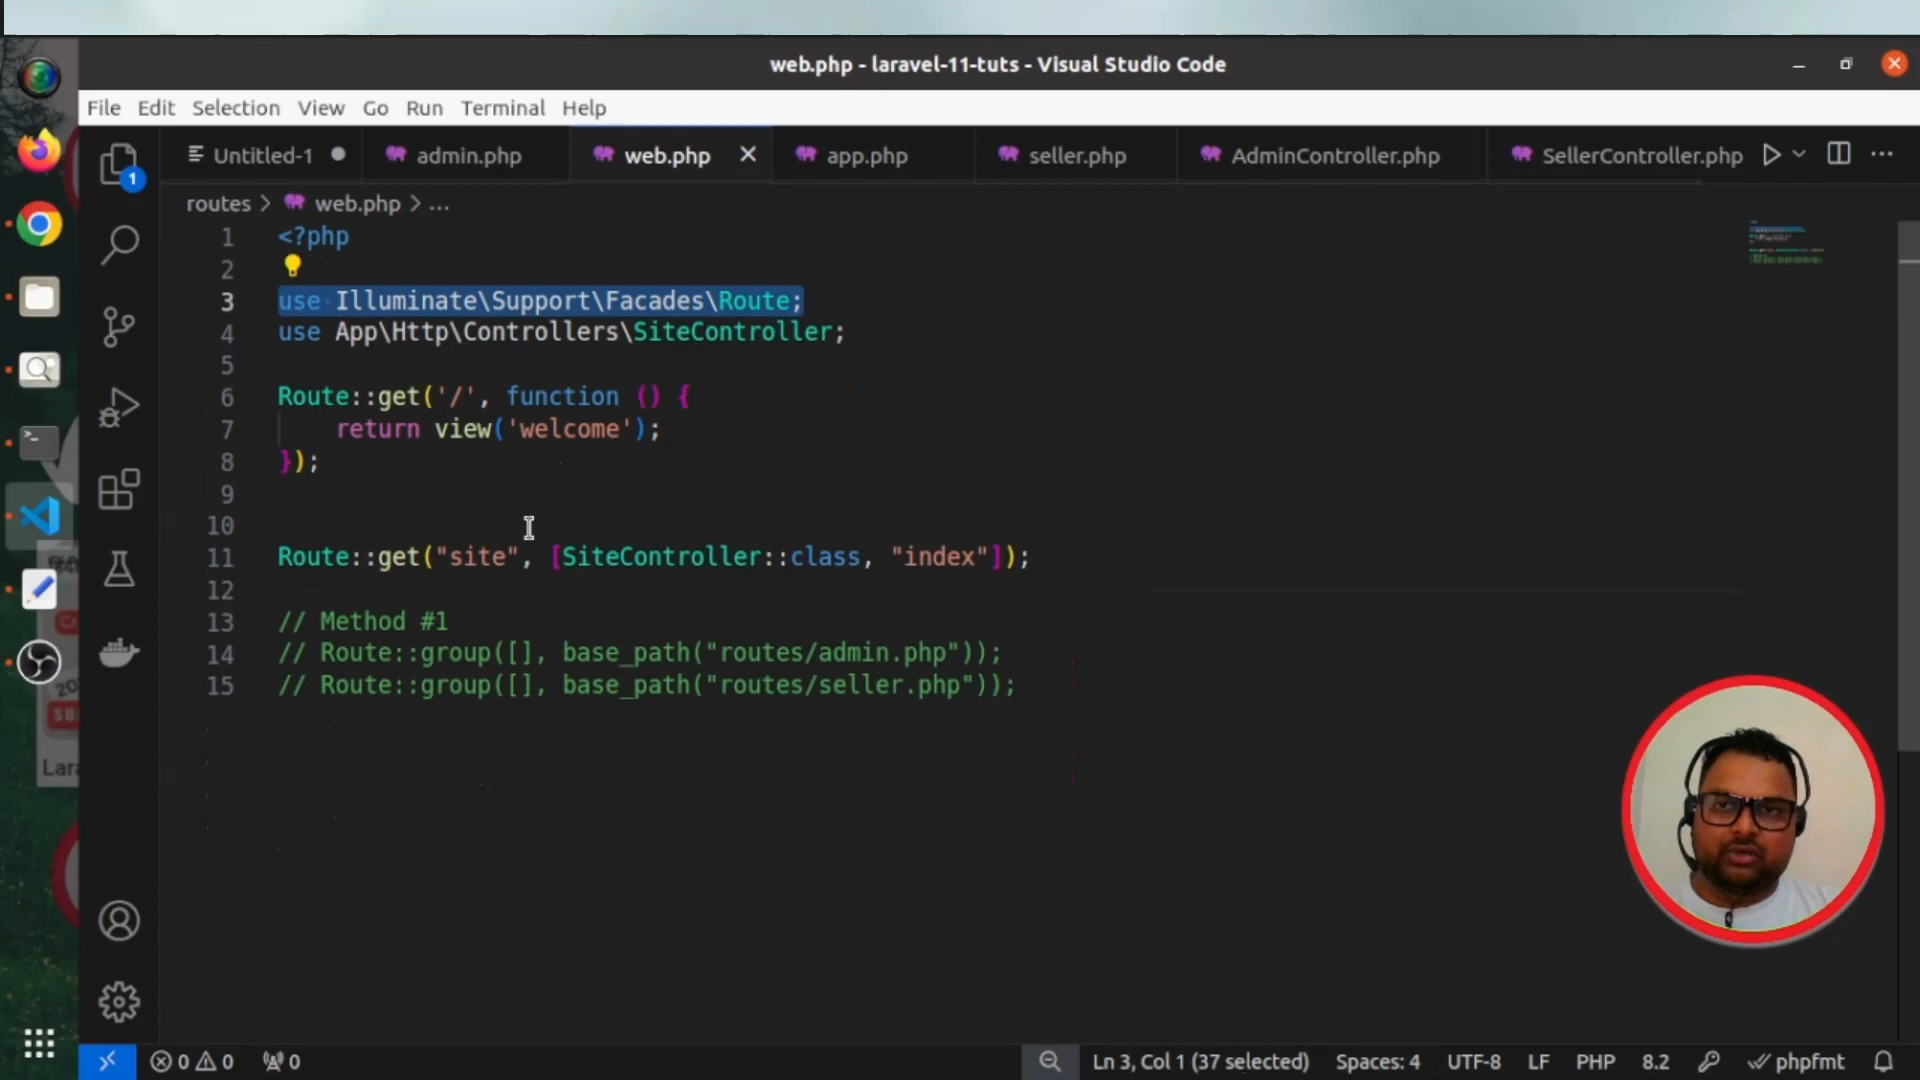 web.php - laravel-11-tuts - Visual Studio Code
File Edit Selection View Go Run Terminal Help
1
Untitled-1 admin.php web.php app.php seller.php AdminController.php SellerController.php
routes > web.php > ...
1 <?php
2
3 use Illuminate\Support\Facades\Route;
4 use App\Http\Controllers\SiteController;
5
6 Route::get('/', function () {
7 return view('welcome');
8 });
9
10
11 Route::get("site", [SiteController::class, "index"]);
12
13 // Method #1
14 // Route::group([], base_path("routes/admin.php"));
15 // Route::group([], base_path("routes/seller.php"));
Lara
0 0 0 Ln 3, Col 1 (37 selected) Spaces: 4 UTF-8 LF PHP 8.2 phpfmt